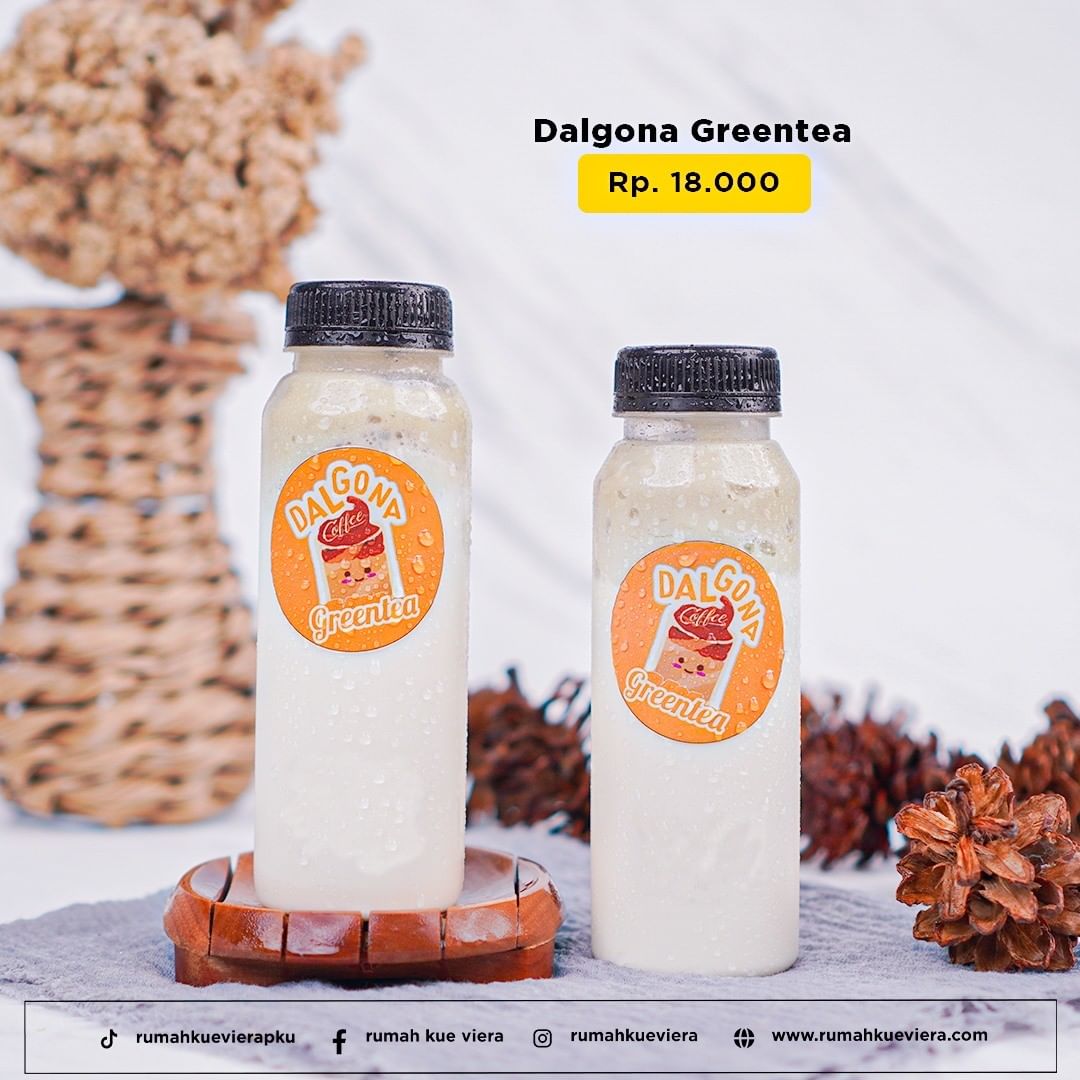 Dalgona Greentea
Rp. 18.000
DALGONA
Coffee
Greentea
DALGONA
Coffee
Greentea
rumahkuevierapku rumah kue viera rumahkueviera www.rumahkueviera.com